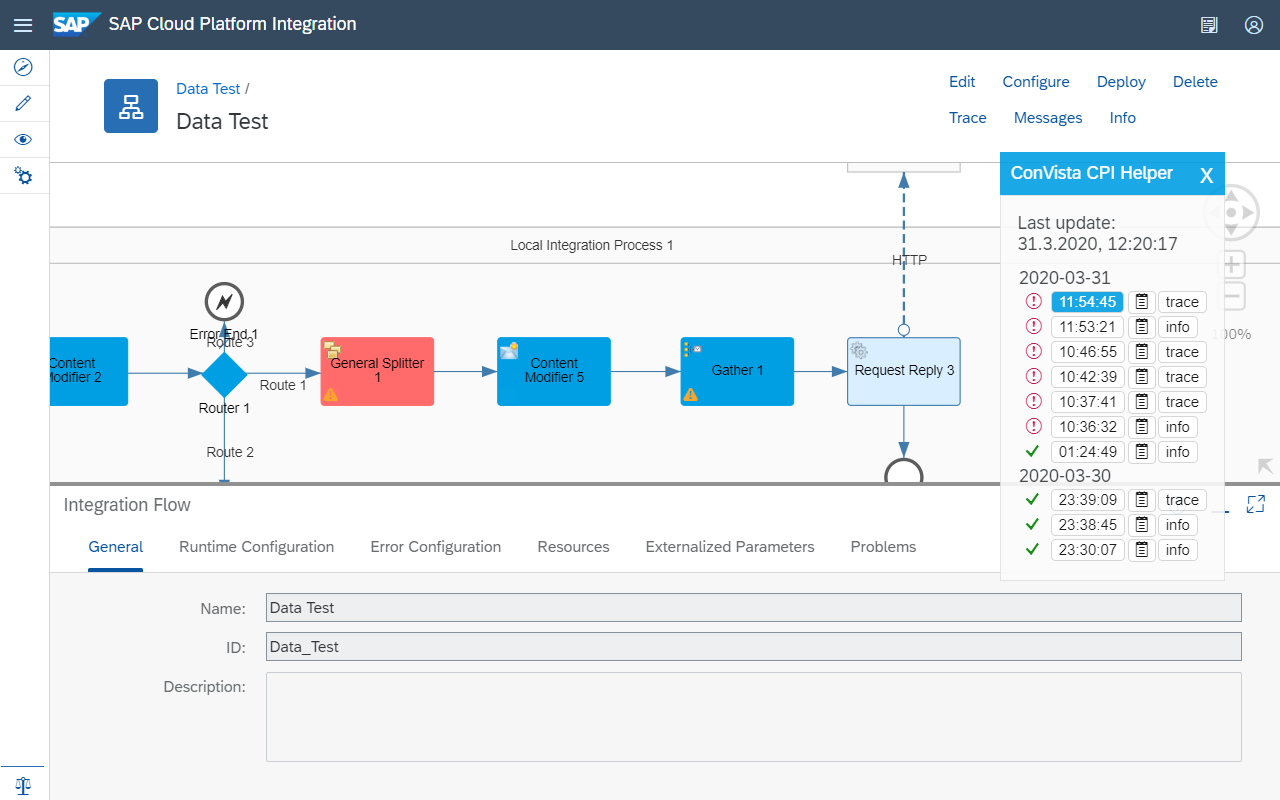 SAP SAP Cloud Platform Integration
Data Test /
Data Test
Edit Configure Deploy Delete
Trace Messages Info
Local Integration Process 1
HTTP
Error End 1
Route 3
Content
Modifier 2
Route 1
Router 1
Route 2
General Splitter
1
Content
Modifier 5
Gather 1
Request Reply 3
ConVista CPI Helper X
Last update:
31.3.2020, 12:20:17
2020-03-31
11:54:45 trace
11:53:21 info
10:46:55 trace
10:42:39 trace
10:37:41 trace
10:36:32 info
01:24:49 info
2020-03-30
23:39:09 trace
23:38:45 info
23:30:07 info
100%
Integration Flow
General Runtime Configuration Error Configuration Resources Externalized Parameters Problems
Name: Data Test
ID: Data_Test
Description: